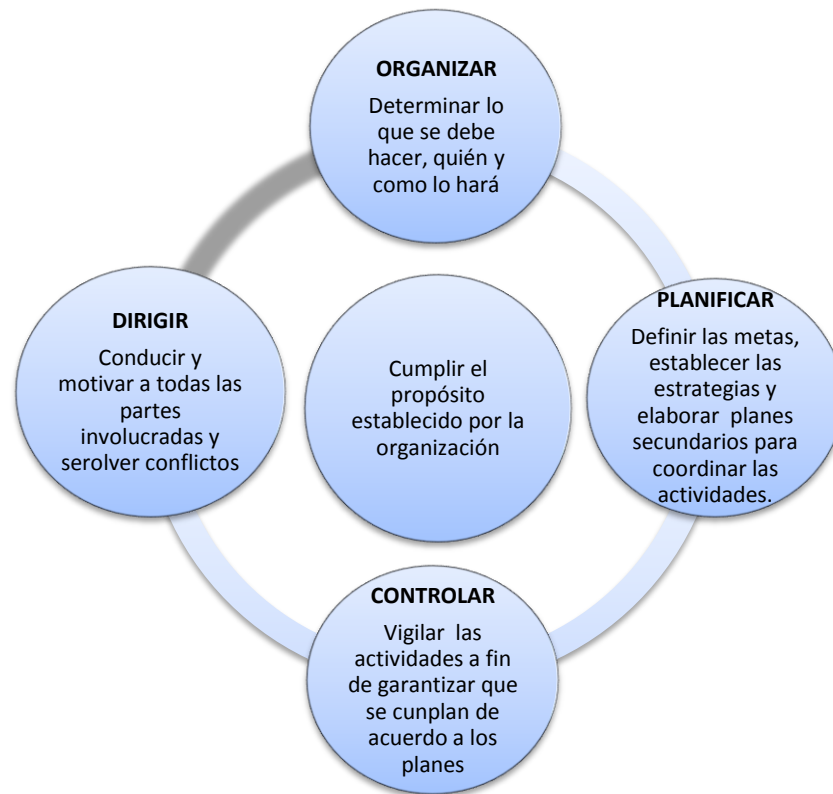 ORGANIZAR
Determinar lo
que se debe
hacer, quién y
como lo hará
PLANIFICAR
Definir las metas,
establecer las
estrategias y
elaborar planes
secundarios para
coordinar las
actividades.
CONTROLAR
Vigilar las
actividades a fin
de garantizar que
se cunplan de
acuerdo a los
planes
DIRIGIR
Conducir y
motivar a todas las
partes
involucradas y
serolver conflictos
Cumplir el
propósito
establecido por la
organización